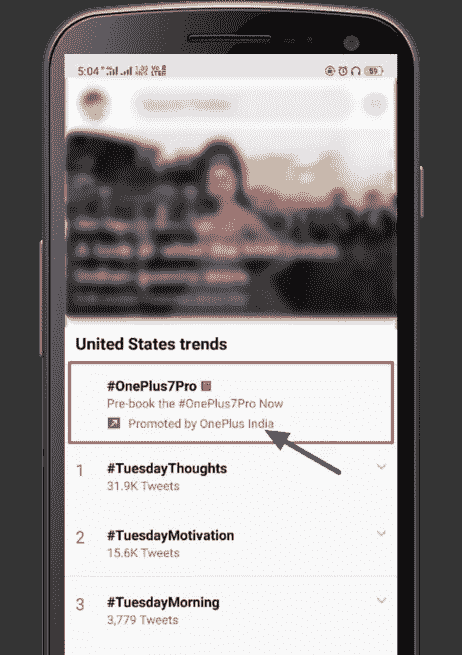 5:04
59
United States trends
#OnePlus7Pro
Pre-book the #OnePlus7Pro Now
Promoted by OnePlus India
1
#TuesdayThoughts
31.9K Tweets
2
#TuesdayMotivation
15.6K Tweets
3
#TuesdayMorning
3,779 Tweets